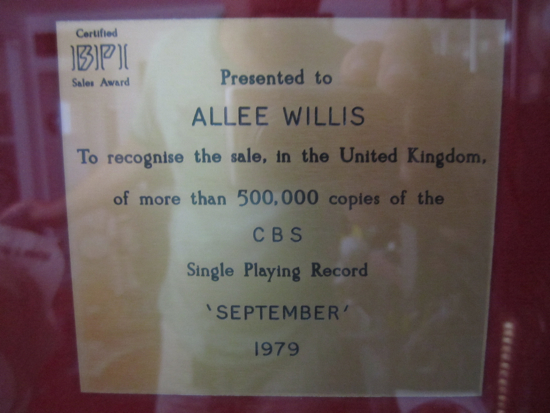 Certified
BPI
Sales Award
Presented to
ALLEE WILLIS
To recognise the sale, in the United Kingdom,
of more than 500,000 copies of the
CBS
Single Playing Record
'SEPTEMBER'
1979